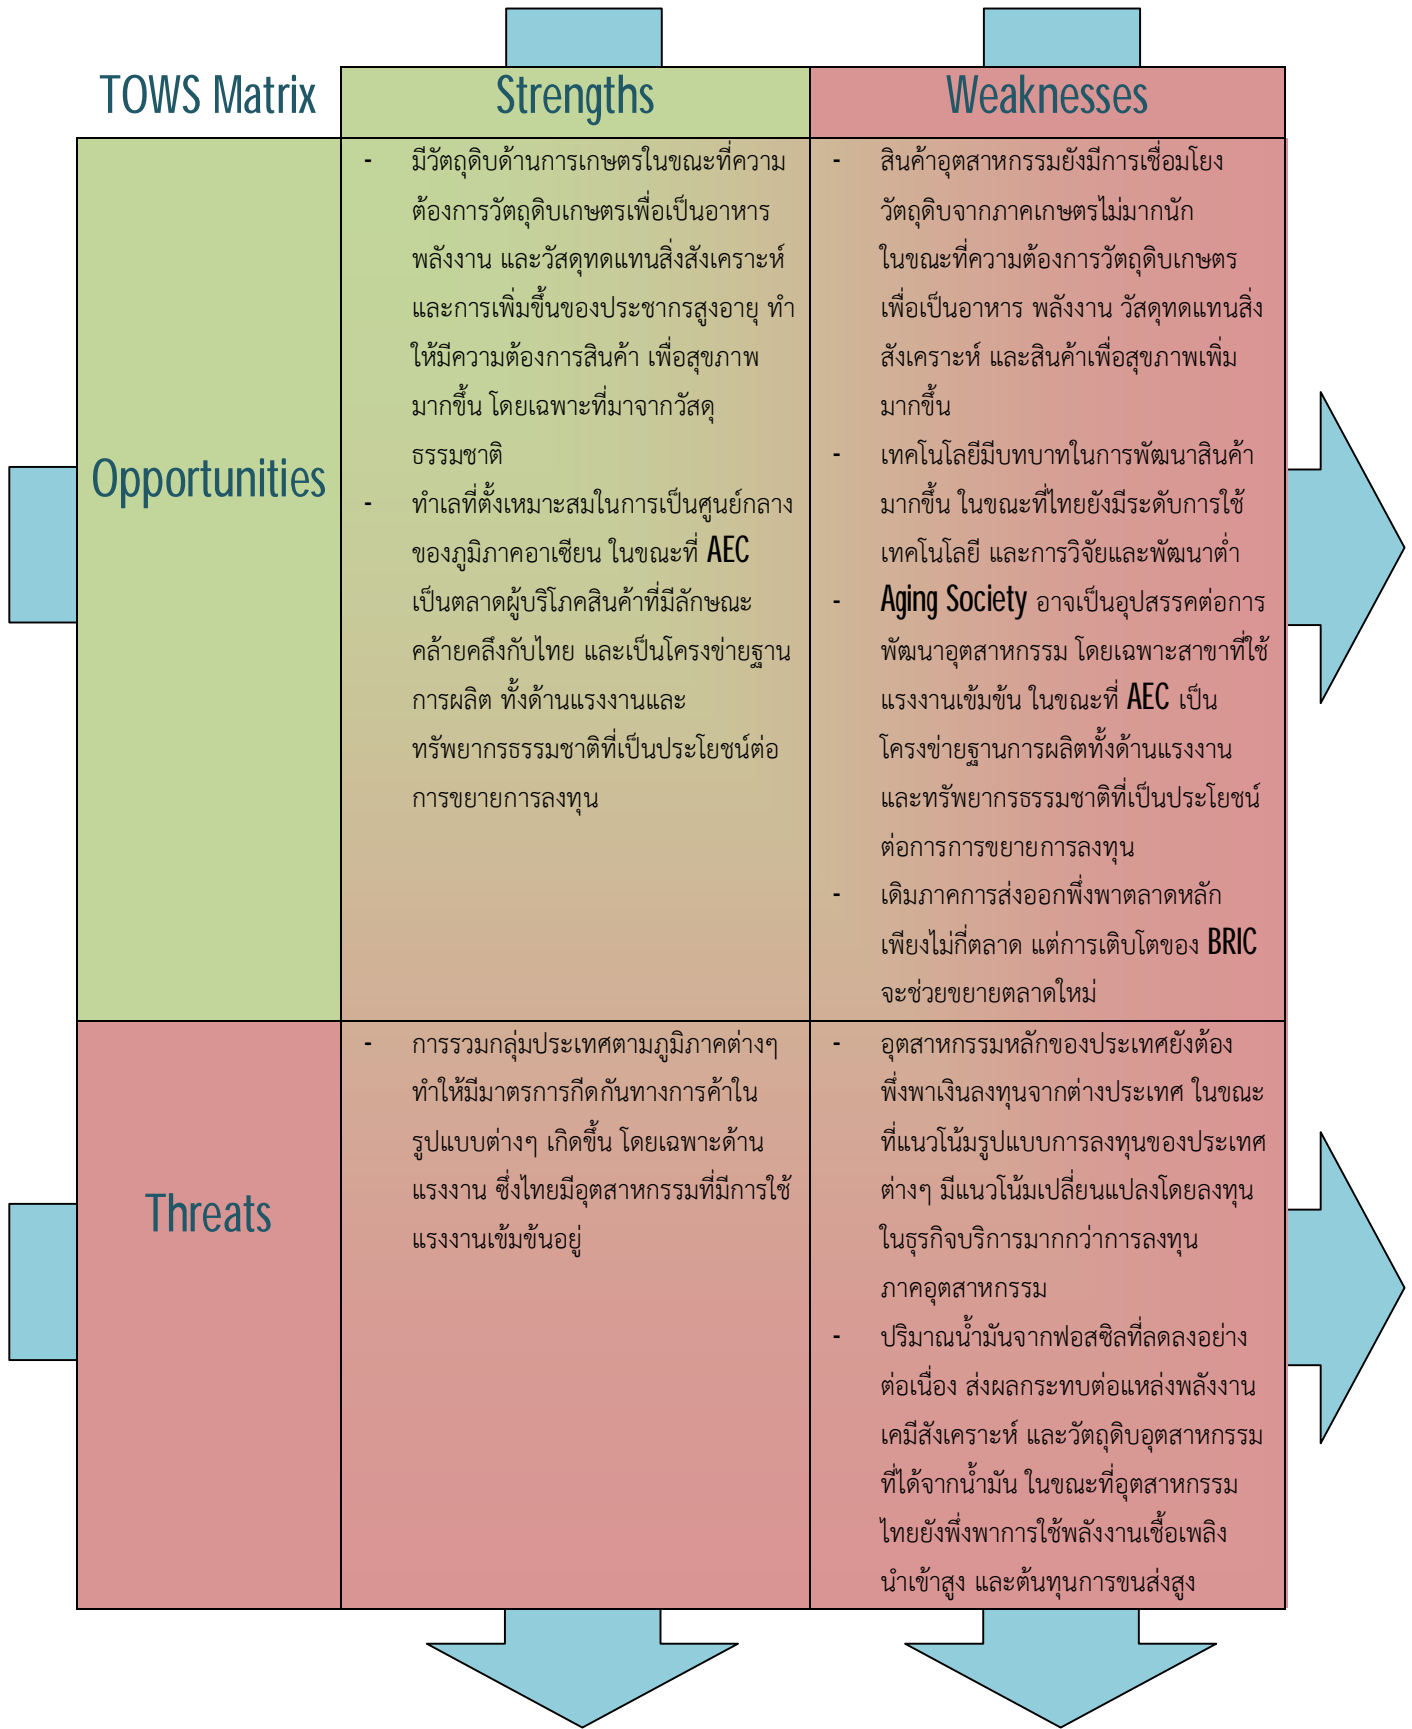 TOWS Matrix
Strengths
Weaknesses
Opportunities
- มีวัตถุดิบด้านการเกษตรในขณะที่ความ
ต้องการวัตถุดิบเกษตรเพื่อเป็นอาหาร
พลังงาน และวัสดุทดแทนสิ่งสังเคราะห์
และการเพิ่มขึ้นของประชากรสูงอายุ ทำ
ให้มีความต้องการสินค้า เพื่อสุขภาพ
มากขึ้น โดยเฉพาะที่มาจากวัสดุ
ธรรมชาติ
- ทำเลที่ตั้งเหมาะสมในการเป็นศูนย์กลาง
ของภูมิภาคอาเซียน ในขณะที่ AEC
เป็นตลาดผู้บริโภคสินค้าที่มีลักษณะ
คล้ายคลึงกับไทย และเป็นโครงข่ายฐาน
การผลิต ทั้งด้านแรงงานและ
ทรัพยากรธรรมชาติที่เป็นประโยชน์ต่อ
การขยายการลงทุน
- สินค้าอุตสาหกรรมยังมีการเชื่อมโยง
วัตถุดิบจากภาคเกษตรไม่มากนัก
ในขณะที่ความต้องการวัตถุดิบเกษตร
เพื่อเป็นอาหาร พลังงาน วัสดุทดแทนสิ่ง
สังเคราะห์ และสินค้าเพื่อสุขภาพเพิ่ม
มากขึ้น
- เทคโนโลยีมีบทบาทในการพัฒนาสินค้า
มากขึ้น ในขณะที่ไทยยังมีระดับการใช้
เทคโนโลยี และการวิจัยและพัฒนาต่ำ
- Aging Society อาจเป็นอุปสรรคต่อการ
พัฒนาอุตสาหกรรม โดยเฉพาะสาขาที่ใช้
แรงงานเข้มข้น ในขณะที่ AEC เป็น
โครงข่ายฐานการผลิตทั้งด้านแรงงาน
และทรัพยากรธรรมชาติที่เป็นประโยชน์
ต่อการการขยายการลงทุน
- เดิมภาคการส่งออกพึ่งพาตลาดหลัก
เพียงไม่กี่ตลาด แต่การเติบโตของ BRIC
จะช่วยขยายตลาดใหม่
Threats
- การรวมกลุ่มประเทศตามภูมิภาคต่างๆ
ทำให้มีมาตรการกีดกันทางการค้าใน
รูปแบบต่างๆ เกิดขึ้น โดยเฉพาะด้าน
แรงงาน ซึ่งไทยมีอุตสาหกรรมที่มีการใช้
แรงงานเข้มข้นอยู่
- อุตสาหกรรมหลักของประเทศยังต้อง
พึ่งพาเงินลงทุนจากต่างประเทศ ในขณะ
ที่แนวโน้มรูปแบบการลงทุนของประเทศ
ต่างๆ มีแนวโน้มเปลี่ยนแปลงโดยลงทุน
ในธุรกิจบริการมากกว่าการลงทุน
ภาคอุตสาหกรรม
- ปริมาณน้ำมันจากฟอสซิลที่ลดลงอย่าง
ต่อเนื่อง ส่งผลกระทบต่อแหล่งพลังงาน
เคมีสังเคราะห์ และวัตถุดิบอุตสาหกรรม
ที่ได้จากน้ำมัน ในขณะที่อุตสาหกรรม
ไทยยังพึ่งพาการใช้พลังงานเชื้อเพลิง
นำเข้าสูง และต้นทุนการขนส่งสูง